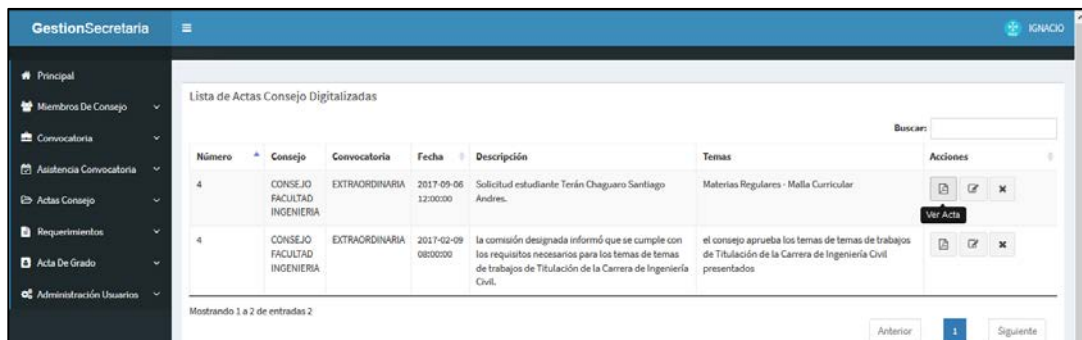 GestionSecretaria
IGNACIO
Principal
Miembros De Consejo
Convocatoria
Asistencia Convocatoria
Actas Consejo
Requerimientos
Acta De Grado
Administración Usuarios
Lista de Actas Consejo Digitalizadas
Buscar:
Número Consejo Convocatoria Fecha Descripción Temas Acciones
4 CONSEJO EXTRAORDINARIA 2017-09-06 Solicitud estudiante Terán Chaguaro Santiago Materias Regulares - Malla Curricular
FACULTAD 12:00:00 Andres.
INGENIERIA
Ver Acta
4 CONSEJO EXTRAORDINARIA 2017-02-09 la comisión designada informó que se cumple con el consejo aprueba los temas de temas de trabajos
FACULTAD 08:00:00 los requisitos necesarios para los temas de temas de Titulación de la Carrera de Ingeniería Civil
INGENIERIA de trabajos de Titulación de la Carrera de Ingeniería presentados
Civil.
Mostrando 1 a 2 de entradas 2
Anterior 1 Siguiente